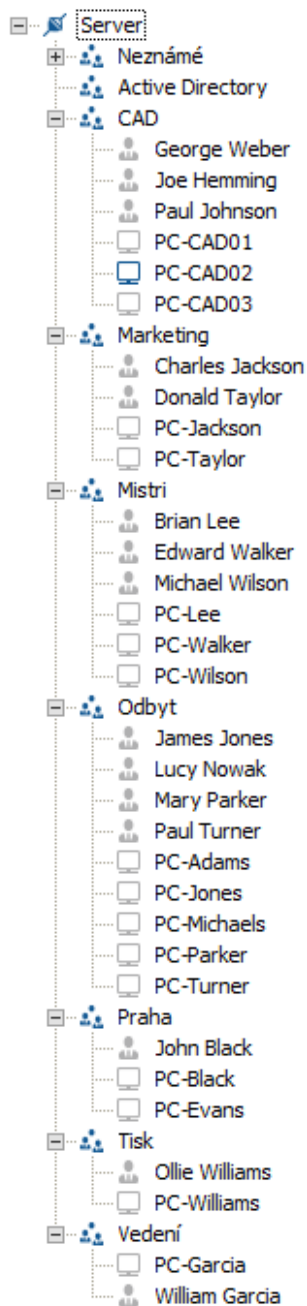 Server
Neznámé
Active Directory
CAD
George Weber
Joe Hemming
Paul Johnson
PC-CAD01
PC-CAD02
PC-CAD03
Marketing
Charles Jackson
Donald Taylor
PC-Jackson
PC-Taylor
Mistri
Brian Lee
Edward Walker
Michael Wilson
PC-Lee
PC-Walker
PC-Wilson
Odbyt
James Jones
Lucy Nowak
Mary Parker
Paul Turner
PC-Adams
PC-Jones
PC-Michaels
PC-Parker
PC-Turner
Praha
John Black
PC-Black
PC-Evans
Tisk
Ollie Williams
PC-Williams
Vedení
PC-Garcia
William Garcia